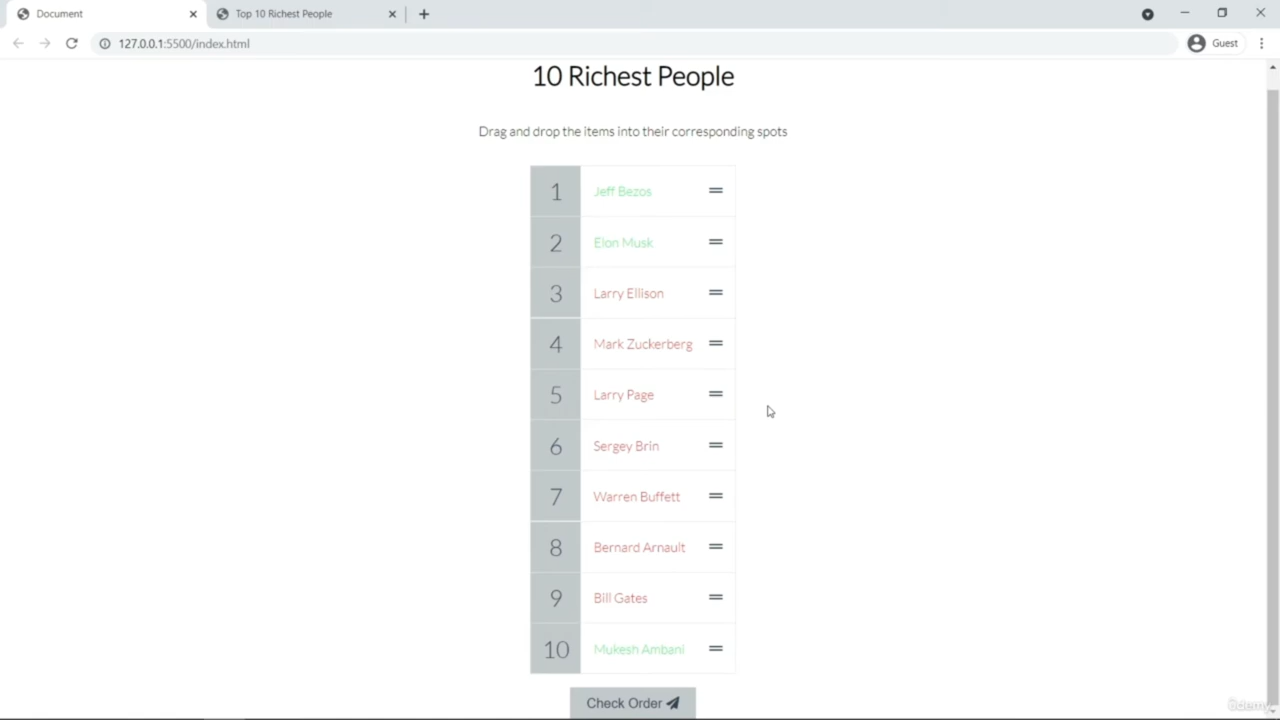 Document
Top 10 Richest People
127.0.0.1:5500/index.html
Guest
10 Richest People
Drag and drop the items into their corresponding spots
1 Jeff Bezos
2 Elon Musk
3 Larry Ellison
4 Mark Zuckerberg
5 Larry Page
6 Sergey Brin
7 Warren Buffett
8 Bernard Arnault
9 Bill Gates
10 Mukesh Ambani
Check Order
ûdemy